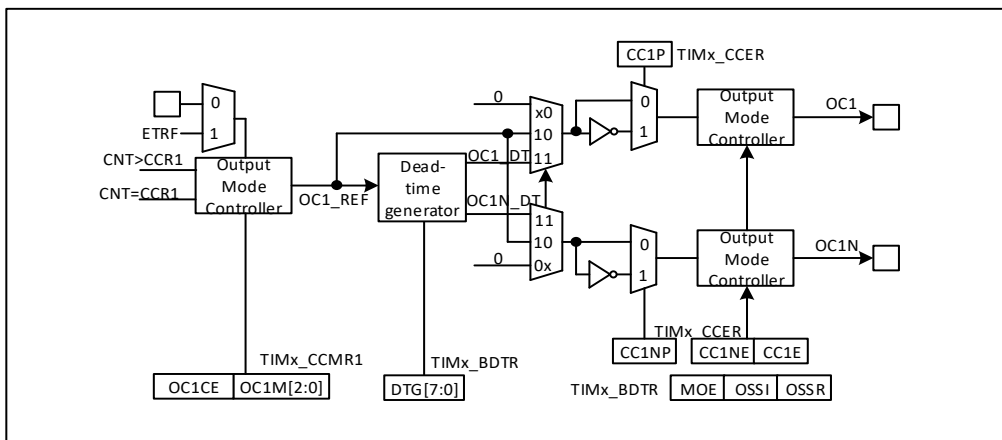 CC1P TIMx_CCER
0
ETRF 1
CNT>CCR1
CNT=CCR1
Output
Mode
Controller
OC1_REF
Dead-
time
generator
OC1_DT
OC1N_DT
0
x0
10
11
11
10
0x
0
0
1
Output
Mode
Controller
OC1
0
1
Output
Mode
Controller
OC1N
TIMx_CCER
CC1NP CC1NE CC1E
TIMx_CCMR1
OC1CE OC1M[2:0]
TIMx_BDTR
DTG[7:0]
TIMx_BDTR MOE OSSI OSSR